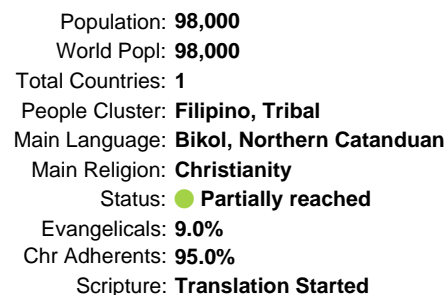 Population: 98,000
World Popl: 98,000
Total Countries: 1
People Cluster: Filipino, Tribal
Main Language: Bikol, Northern Catanduan
Main Religion: Christianity
Status: Partially reached
Evangelicals: 9.0%
Chr Adherents: 95.0%
Scripture: Translation Started